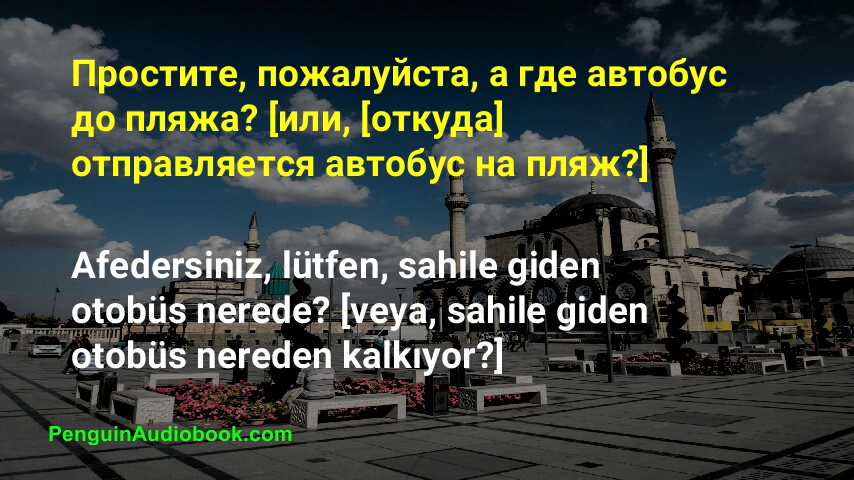 Простите, пожалуйста, а где автобус
до пляжа? [или, [откуда]
отправляется автобус на пляж?]
Afedersiniz, lütfen, sahile giden
otobüs nerede? [veya, sahile giden
otobüs nereden kalkıyor?]
PenguinAudiobook.com